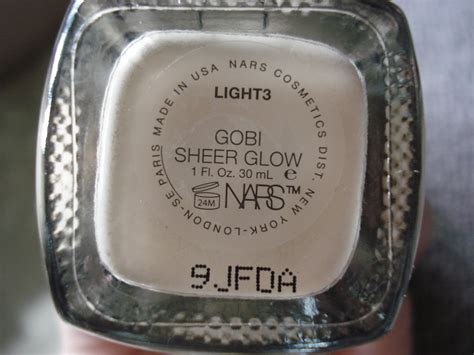 MADE IN USA NARS COSMETICS DIST. NEW YORK-LONDON-SE PARIS
LIGHT3
GOBI
SHEER GLOW
1 Fl. Oz. 30 mL ℮
24M NARS™
9JFDA